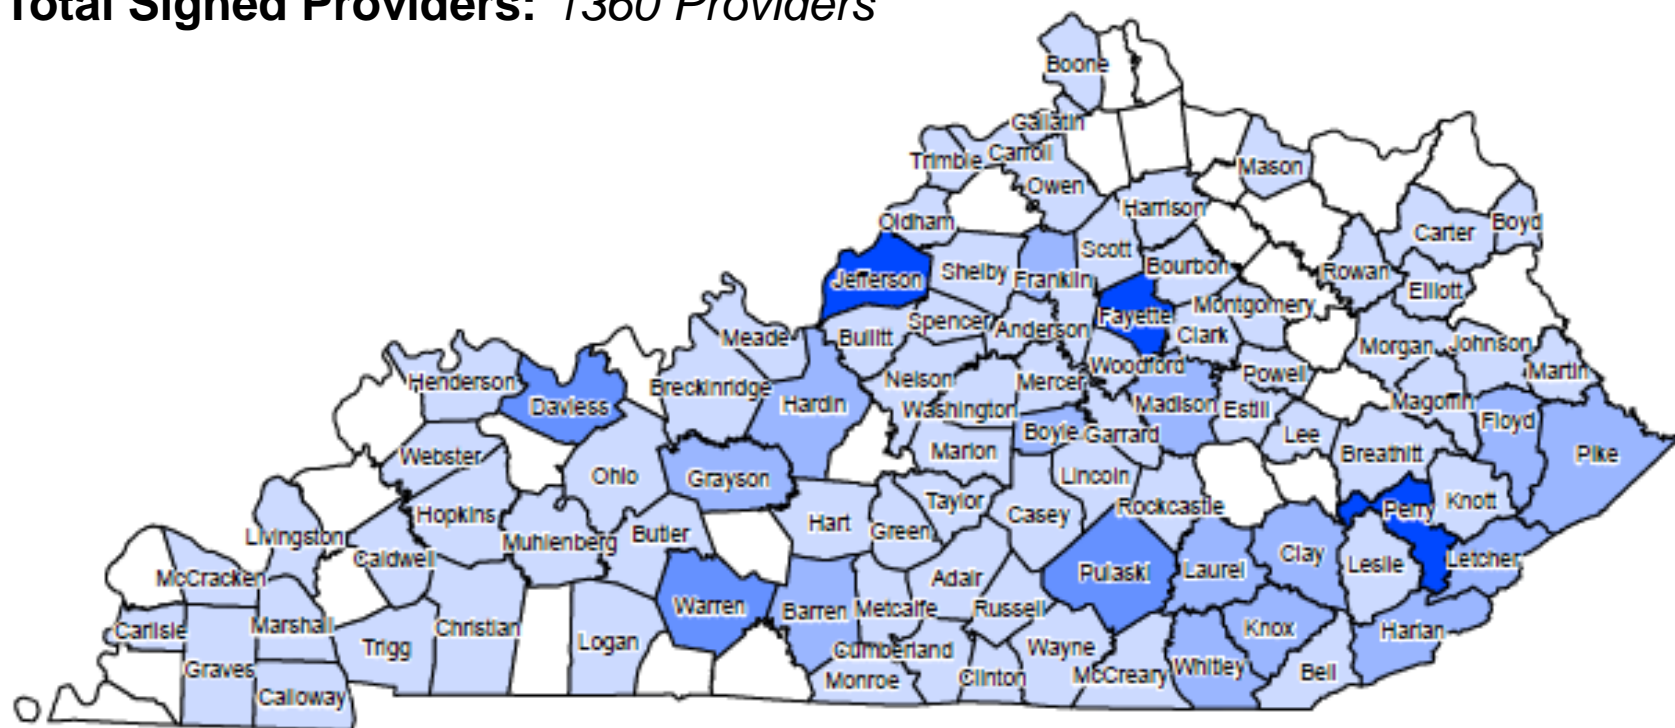 Total Signed Providers: 1360 Providers
Boone
Gallatin
Trimble
Carroll
Mason
Owen
Harrison
Oldham
Scott
Carter
Boyd
Jefferson
Shelby
Franklin
Bourbon
Rowan
Elliott
Montgomery
Fayette
Spencer
Anderson
Clark
Meade
Bullitt
Morgan
Johnson
Woodford
Henderson
Breckinridge
Nelson
Mercer
Powell
Martin
Daviess
Hardin
Washington
Madison
Estill
Magoffin
Floyd
Boyle
Garrard
Lee
Webster
Marion
Breathitt
Pike
Ohio
Grayson
Lincoln
Taylor
Rockcastle
Knott
Hopkins
Hart
Green
Casey
Perry
Livingston
Muhlenberg
Butler
Caldwell
Clay
Leslie
Letcher
McCracken
Adair
Pulaski
Laurel
Warren
Barren
Metcalfe
Russell
Carlisle
Marshall
Christian
Knox
Harlan
Trigg
Logan
Cumberland
Wayne
Graves
Whitley
Bell
Calloway
Monroe
Clinton
McCreary